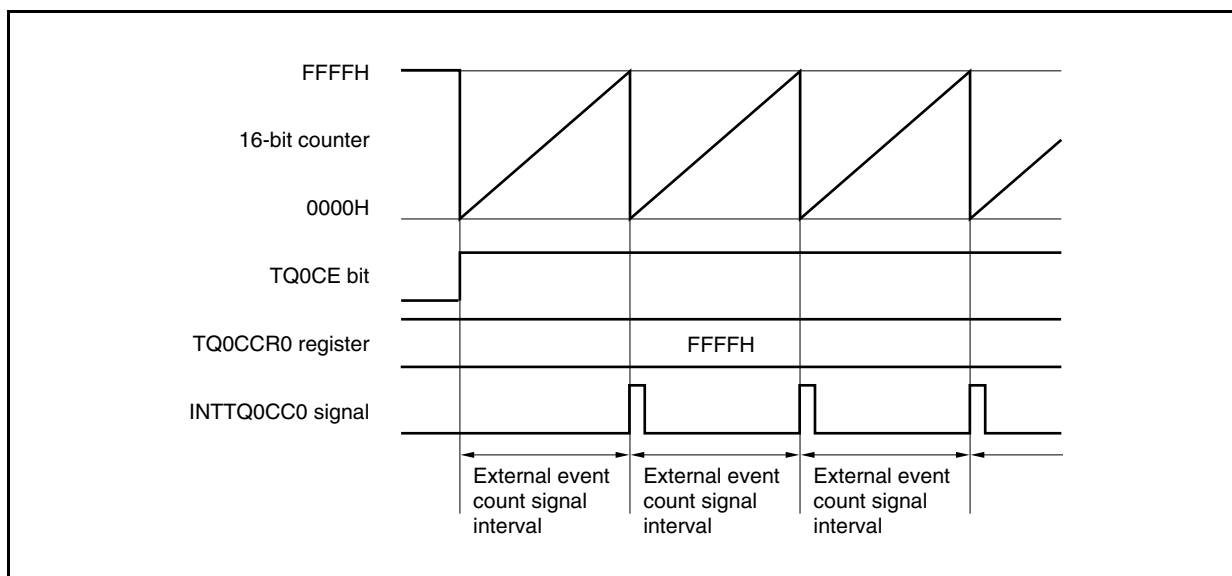 FFFFH
16-bit counter
0000H
TQ0CE bit
TQ0CCR0 register
FFFFH
INTTQ0CC0 signal
External event
count signal
interval
External event
count signal
interval
External event
count signal
interval